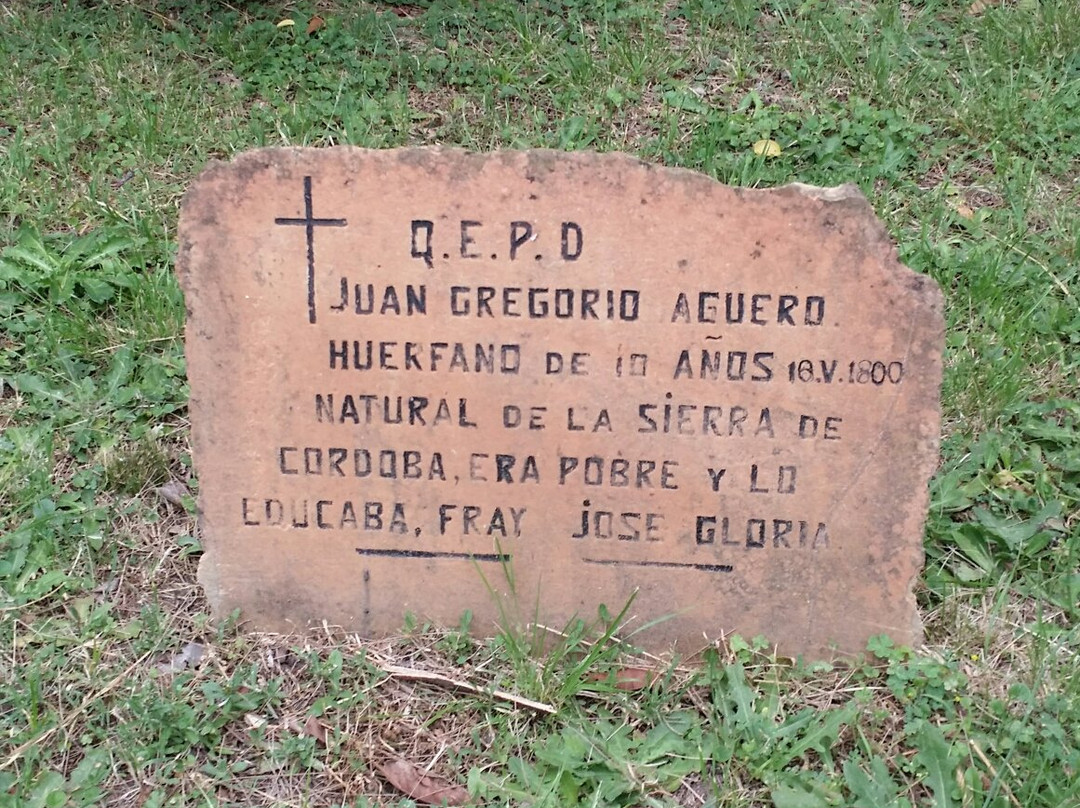 Q.E.P.D
JUAN GREGORIO AGUERO
HUERFANO DE 10 AÑOS 18.V.1800
NATURAL DE LA SiERRA DE
CORDOBA, ERA POBRE Y LO
EDUCABA, FRAY JOSE GLORIA